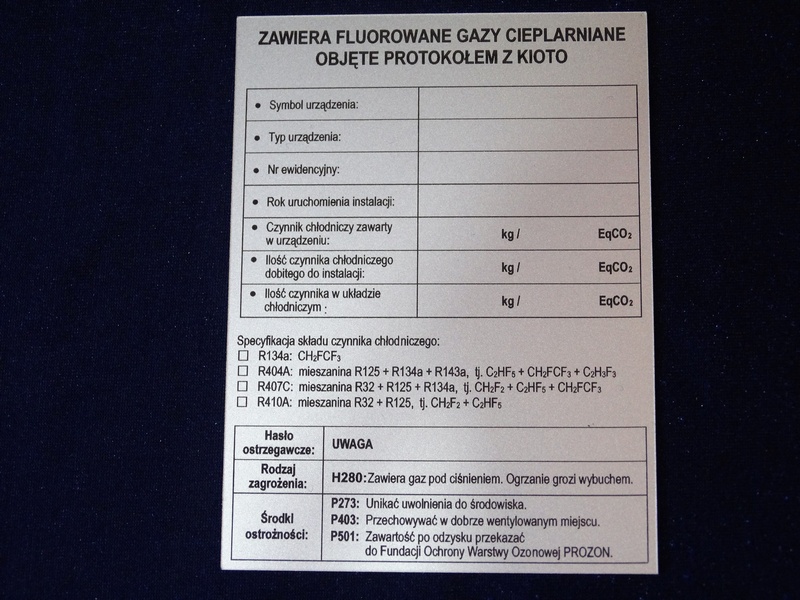 ZAWIERA FLUOROWANE GAZY CIEPLARNIANE
OBJĘTE PROTOKOŁEM Z KIOTO
• Symbol urządzenia:
• Typ urządzenia:
• Nr ewidencyjny:
• Rok uruchomienia instalacji:
• Czynnik chłodniczy zawarty
w urządzeniu: kg / EqCO₂
• Ilość czynnika chłodniczego
dobitego do instalacji: kg / EqCO₂
• Ilość czynnika w układzie
chłodniczym : kg / EqCO₂
Specyfikacja składu czynnika chłodniczego:
☐ R134a: CH₂FCF₃
☐ R404A: mieszanina R125 + R134a + R143a, tj. C₂HF₅ + CH₂FCF₃ + C₂H₃F₃
☐ R407C: mieszanina R32 + R125 + R134a, tj. CH₂F₂ + C₂HF₅ + CH₂FCF₃
☐ R410A: mieszanina R32 + R125, tj. CH₂F₂ + C₂HF₅
Hasło
ostrzegawcze: UWAGA
Rodzaj
zagrożenia: H280:Zawiera gaz pod ciśnieniem. Ogrzanie grozi wybuchem.
Środki
ostrożności:
P273: Unikać uwolnienia do środowiska.
P403: Przechowywać w dobrze wentylowanym miejscu.
P501: Zawartość po odzysku przekazać
do Fundacji Ochrony Warstwy Ozonowej PROZON.